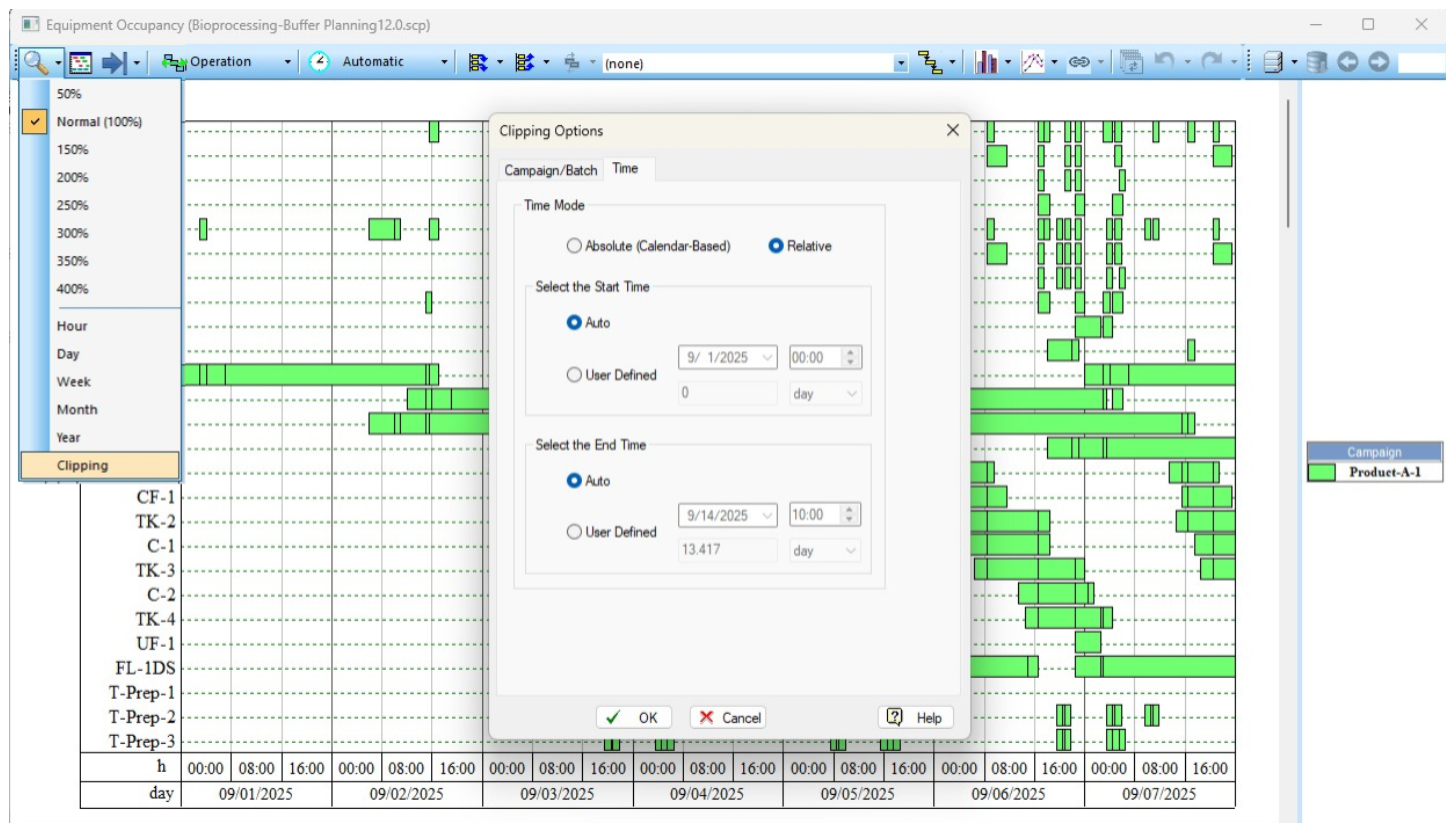 Equipment Occupancy (Bioprocessing-Buffer Planning12.0.scp)
Operation Automatic (none)
50%
Normal (100%)
150%
200%
250%
300%
350%
400%
Hour
Day
Week
Month
Year
Clipping
Clipping Options
Campaign/Batch Time
Time Mode
Absolute (Calendar-Based) Relative
Select the Start Time
Auto
User Defined
9/ 1/2025 00:00
0 day
Select the End Time
Auto
User Defined
9/14/2025 10:00
13.417 day
OK Cancel Help
Campaign
Product-A-1
CF-1
TK-2
C-1
TK-3
C-2
TK-4
UF-1
FL-1DS
T-Prep-1
T-Prep-2
T-Prep-3
h 00:00 08:00 16:00 00:00 08:00 16:00 00:00 08:00 16:00 00:00 08:00 16:00 00:00 08:00 16:00 00:00 08:00 16:00 00:00 08:00 16:00
day 09/01/2025 09/02/2025 09/03/2025 09/04/2025 09/05/2025 09/06/2025 09/07/2025